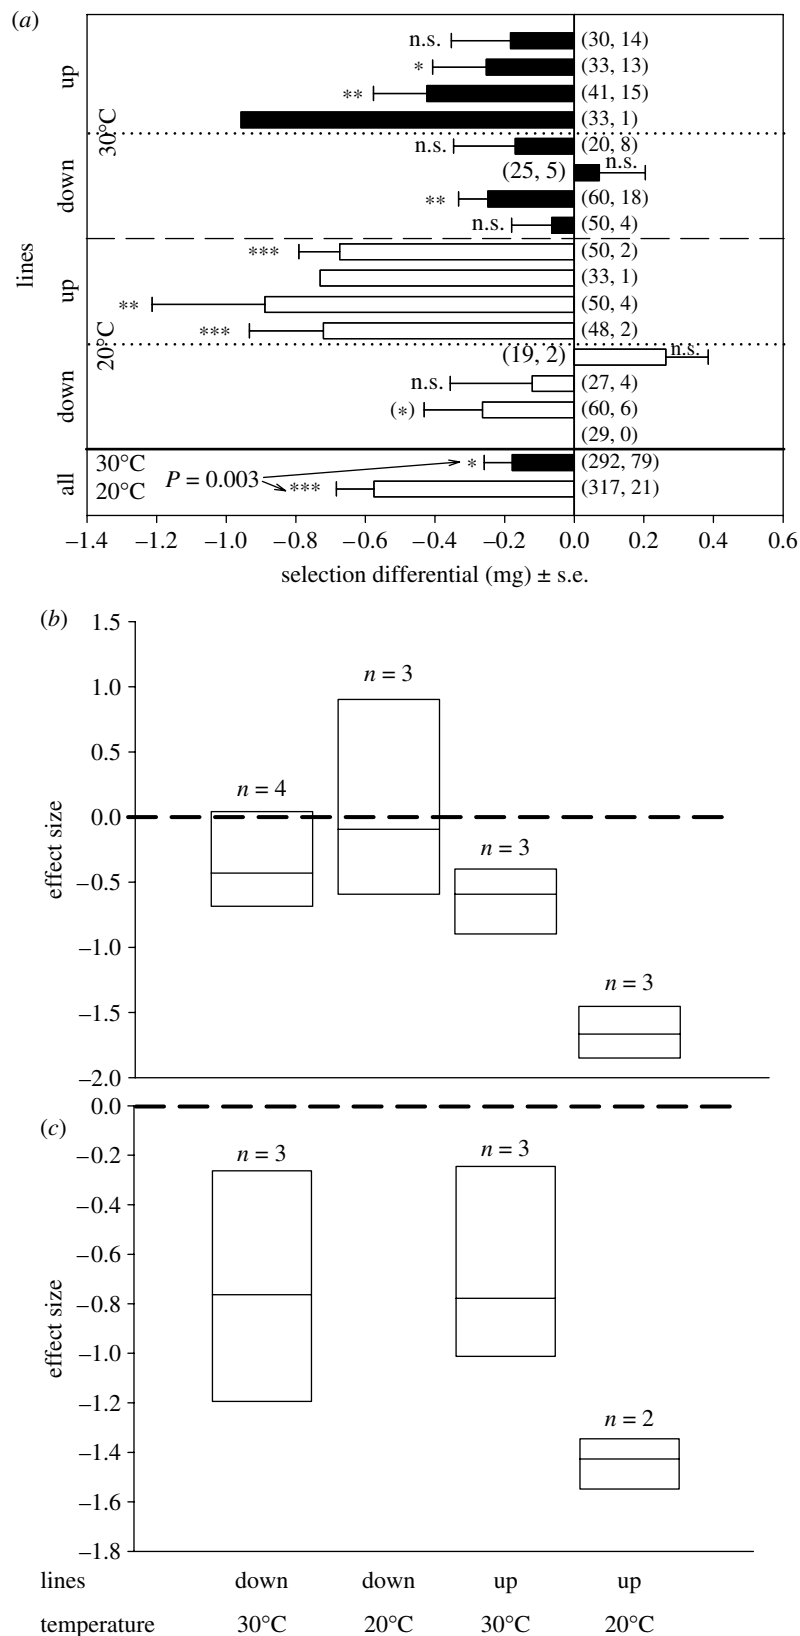 (a)
n.s. (30, 14)
* (33, 13)
** (41, 15)
(33, 1)
up
n.s. (20, 8)
(25, 5) n.s.
** (60, 18)
n.s. (50, 4)
down
30°C
*** (50, 2)
(33, 1)
** (50, 4)
*** (48, 2)
up
(19, 2) n.s.
n.s. (27, 4)
(*) (60, 6)
(29, 0)
down
20°C
lines
all
30°C * (292, 79)
P = 0.003
20°C *** (317, 21)
–1.4 –1.2 –1.0 –0.8 –0.6 –0.4 –0.2 0.0 0.2 0.4 0.6
selection differential (mg) ± s.e.
(b)
1.5
1.0
0.5
0.0
–0.5
–1.0
–1.5
–2.0
effect size
n = 4
n = 3
n = 3
n = 3
(c)
0.0
–0.2
–0.4
–0.6
–0.8
–1.0
–1.2
–1.4
–1.6
–1.8
effect size
n = 3
n = 3
n = 2
lines down down up up
temperature 30°C 20°C 30°C 20°C